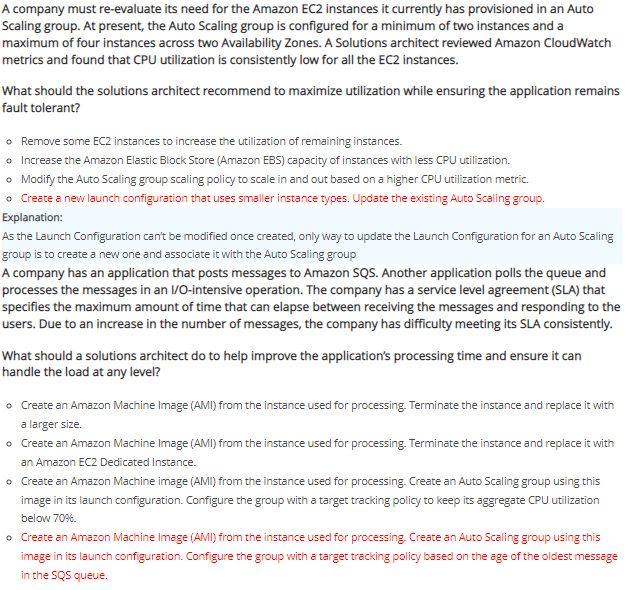 A company must re-evaluate its need for the Amazon EC2 instances it currently has provisioned in an Auto
Scaling group. At present, the Auto Scaling group is configured for a minimum of two instances and a
maximum of four instances across two Availability Zones. A Solutions architect reviewed Amazon CloudWatch
metrics and found that CPU utilization is consistently low for all the EC2 instances.
What should the solutions architect recommend to maximize utilization while ensuring the application remains
fault tolerant?
Remove some EC2 instances to increase the utilization of remaining instances.
Increase the Amazon Elastic Block Store (Amazon EBS) capacity of instances with less CPU utilization.
Modify the Auto Scaling group scaling policy to scale in and out based on a higher CPU utilization metric.
Create a new launch configuration that uses smaller instance types. Update the existing Auto Scaling group.
Explanation:
As the Launch Configuration can't be modified once created, only way to update the Launch Configuration for an Auto Scaling
group is to create a new one and associate it with the Auto Scaling group
A company has an application that posts messages to Amazon SQS. Another application polls the queue and
processes the messages in an I/O-intensive operation. The company has a service level agreement (SLA) that
specifies the maximum amount of time that can elapse between receiving the messages and responding to the
users. Due to an increase in the number of messages, the company has difficulty meeting its SLA consistently.
What should a solutions architect do to help improve the application's processing time and ensure it can
handle the load at any level?
Create an Amazon Machine Image (AMI) from the instance used for processing. Terminate the instance and replace it with
a larger size.
Create an Amazon Machine Image (AMI) from the instance used for processing. Terminate the instance and replace it with
an Amazon EC2 Dedicated Instance.
Create an Amazon Machine image (AMI) from the instance used for processing. Create an Auto Scaling group using this
image in its launch configuration. Configure the group with a target tracking policy to keep its aggregate CPU utilization
below 70%.
Create an Amazon Machine Image (AMI) from the instance used for processing. Create an Auto Scaling group using this
image in its launch configuration. Configure the group with a target tracking policy based on the age of the oldest message
in the SQS queue.